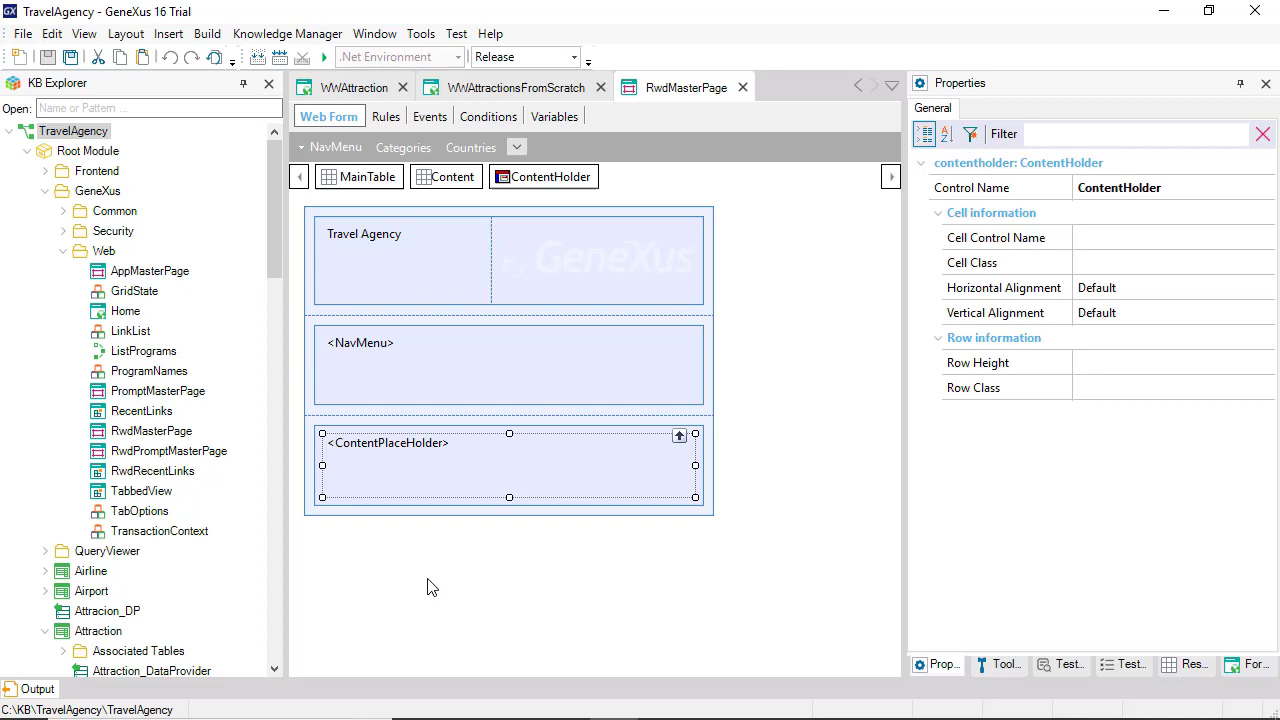 TravelAgency - GeneXus 16 Trial
File Edit View Layout Insert Build Knowledge Manager Window Tools Test Help
.Net Environment Release
KB Explorer
Open: Name or Pattern ...
TravelAgency
Root Module
Frontend
GeneXus
Common
Security
Web
AppMasterPage
GridState
Home
LinkList
ListPrograms
ProgramNames
PromptMasterPage
RecentLinks
RwdMasterPage
RwdPromptMasterPage
RwdRecentLinks
TabbedView
TabOptions
TransactionContext
QueryViewer
Airline
Airport
Attracion_DP
Attraction
Associated Tables
Attraction_DataProvider
WWAttraction WWAttractionsFromScratch RwdMasterPage
Web Form Rules Events Conditions Variables
NavMenu Categories Countries
MainTable Content ContentHolder
Travel Agency
GeneXus
<NavMenu>
<ContentPlaceHolder>
Properties
General
Filter
contentholder: ContentHolder
Control Name ContentHolder
Cell information
Cell Control Name
Cell Class
Horizontal Alignment Default
Vertical Alignment Default
Row information
Row Height
Row Class
Prop... Tool... Test... Test... Res... For...
Output
C:\KB\TravelAgency\TravelAgency